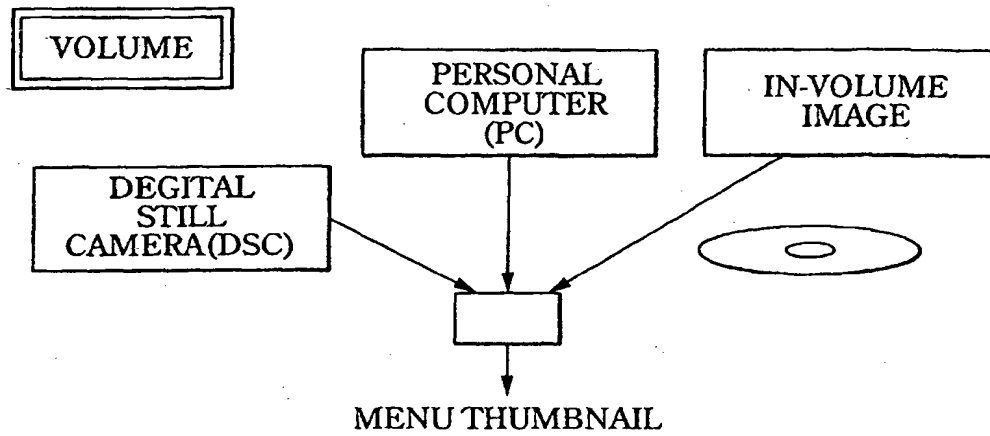 VOLUME
PERSONAL
COMPUTER
(PC)
IN-VOLUME
IMAGE
DEGITAL
STILL
CAMERA(DSC)
MENU THUMBNAIL